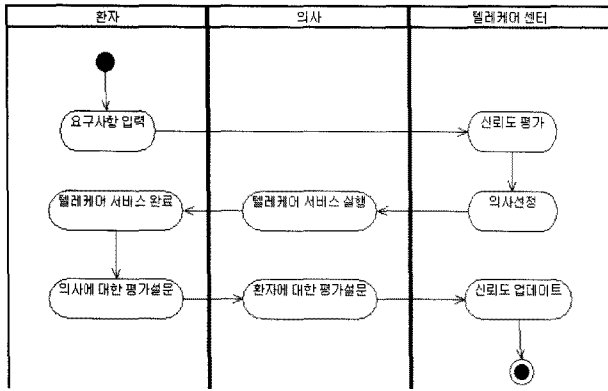 환자
의사
텔레케어 센터
요구사항 입력
신뢰도 평가
텔레케어 서비스 완료
텔레케어 서비스 실행
의사선정
의사에 대한 평가설문
환자에 대한 평가설문
신뢰도 업데이트